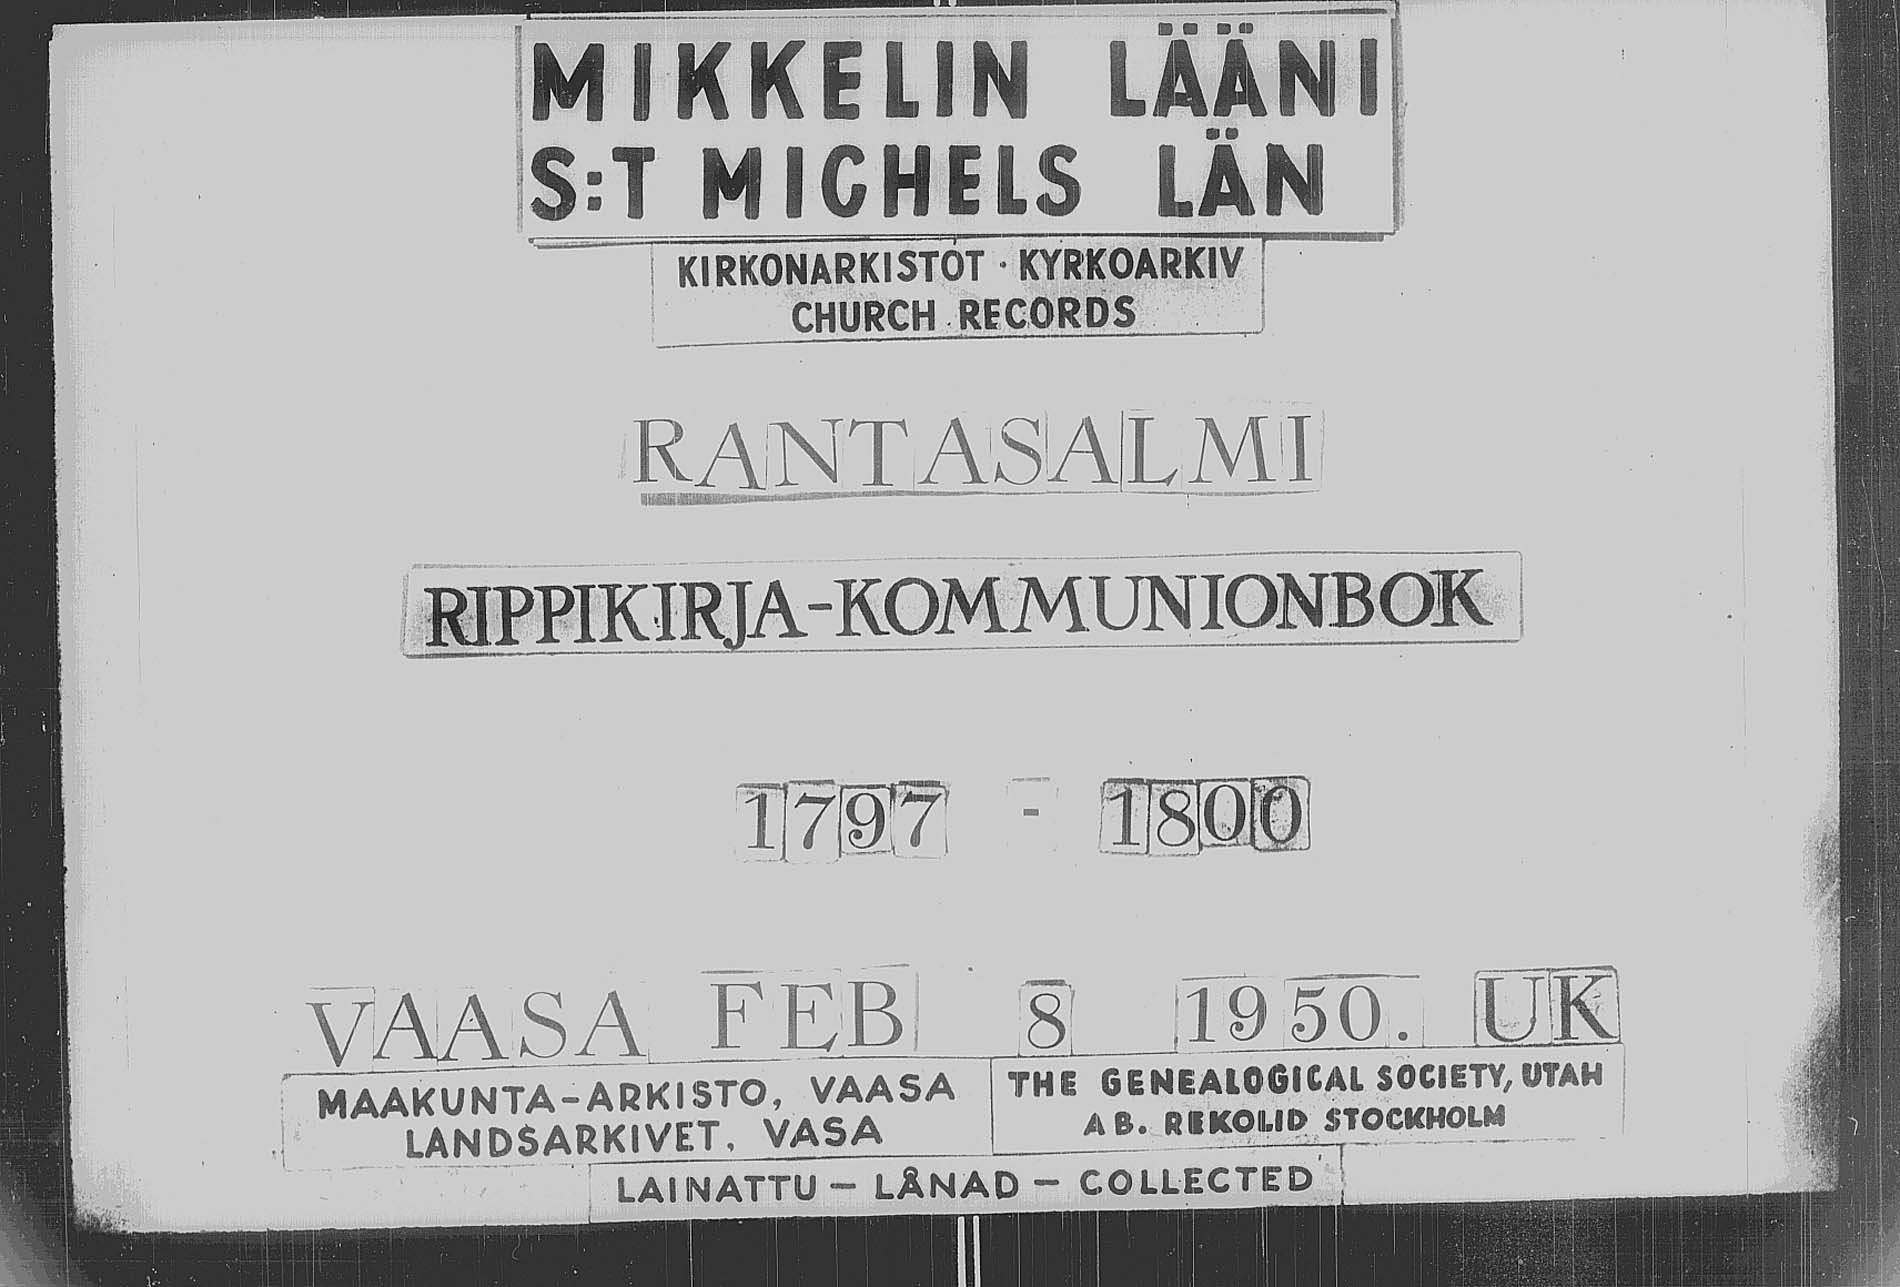 MIKKELIN LÄÄNI
S:T MICHELS LÄN
KIRKONARKISTOT · KYRKOARKIV
CHURCH RECORDS
RANTASALMI
RIPPIKIRJA-KOMMUNIONBOK
1797 - 1800
VAASA FEB 8 1950. UK
MAAKUNTA-ARKISTO, VAASA
LANDSARKIVET, VASA
THE GENEALOGICAL SOCIETY, UTAH
AB. REKOLID STOCKHOLM
LAINATTU - LÅNAD - COLLECTED